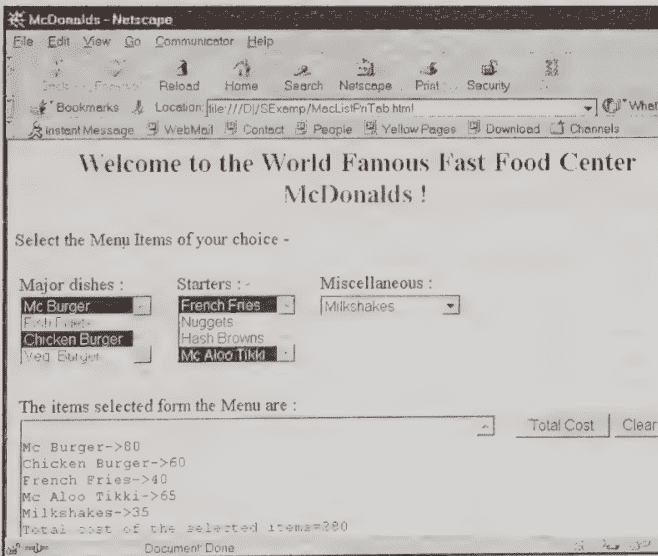 McDonalds - Netscape
File Edit View Go Communicator Help
Reload Home Search Netscape Print Security
Bookmarks Location: file:///D|/SExamp/MacListPriTab.html What
Instant Message WebMail Contact People Yellow Pages Download Channels
Welcome to the World Famous Fast Food Center
McDonalds !
Select the Menu Items of your choice -
Major dishes : Starters : - Miscellaneous :
Mc Burger French Fries Milkshakes
Nuggets
Chicken Burger Hash Browns
Veg Burger Mc Aloo Tikki
The items selected form the Menu are :
Total Cost Clear
Mc Burger->80
Chicken Burger->60
French Fries->40
Mc Aloo Tikki->65
Milkshakes->35
Total cost of the selected items=280
Document Done